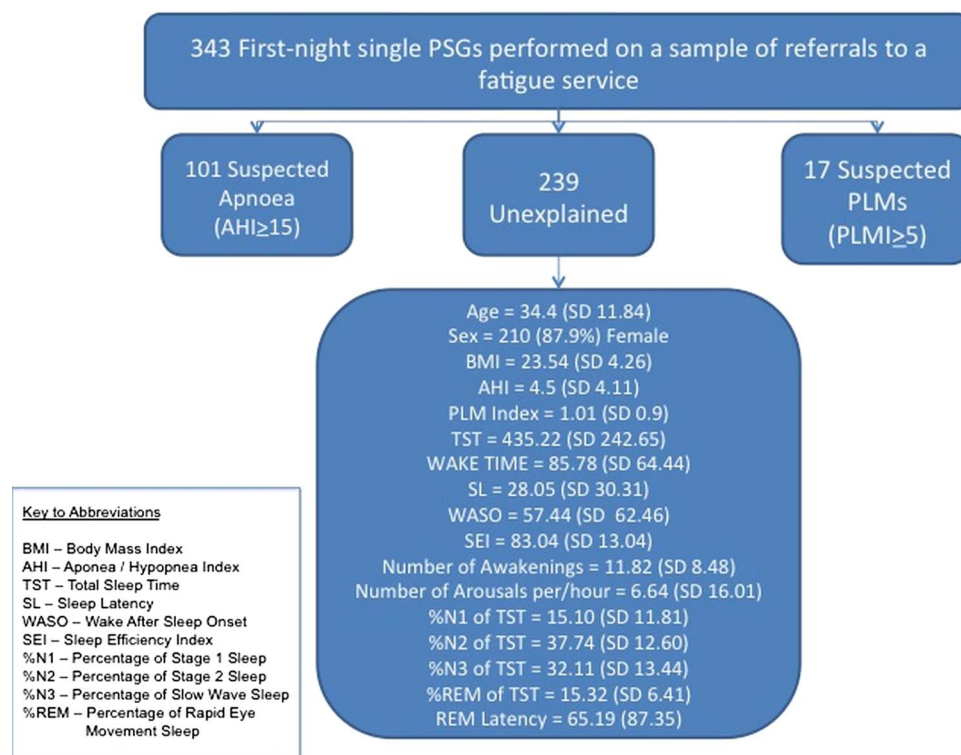 343 First-night single PSGs performed on a sample of referrals to a
fatigue service
101 Suspected
Apnoea
(AHI≥15)
239
Unexplained
17 Suspected
PLMs
(PLMI≥5)
Age = 34.4 (SD 11.84)
Sex = 210 (87.9%) Female
BMI = 23.54 (SD 4.26)
AHI = 4.5 (SD 4.11)
PLM Index = 1.01 (SD 0.9)
TST = 435.22 (SD 242.65)
WAKE TIME = 85.78 (SD 64.44)
SL = 28.05 (SD 30.31)
WASO = 57.44 (SD 62.46)
SEI = 83.04 (SD 13.04)
Number of Awakenings = 11.82 (SD 8.48)
Number of Arousals per/hour = 6.64 (SD 16.01)
%N1 of TST = 15.10 (SD 11.81)
%N2 of TST = 37.74 (SD 12.60)
%N3 of TST = 32.11 (SD 13.44)
%REM of TST = 15.32 (SD 6.41)
REM Latency = 65.19 (87.35)
Key to Abbreviations
BMI – Body Mass Index
AHI – Aponea / Hypopnea Index
TST – Total Sleep Time
SL – Sleep Latency
WASO – Wake After Sleep Onset
SEI – Sleep Efficiency Index
%N1 – Percentage of Stage 1 Sleep
%N2 – Percentage of Stage 2 Sleep
%N3 – Percentage of Slow Wave Sleep
%REM – Percentage of Rapid Eye
Movement Sleep